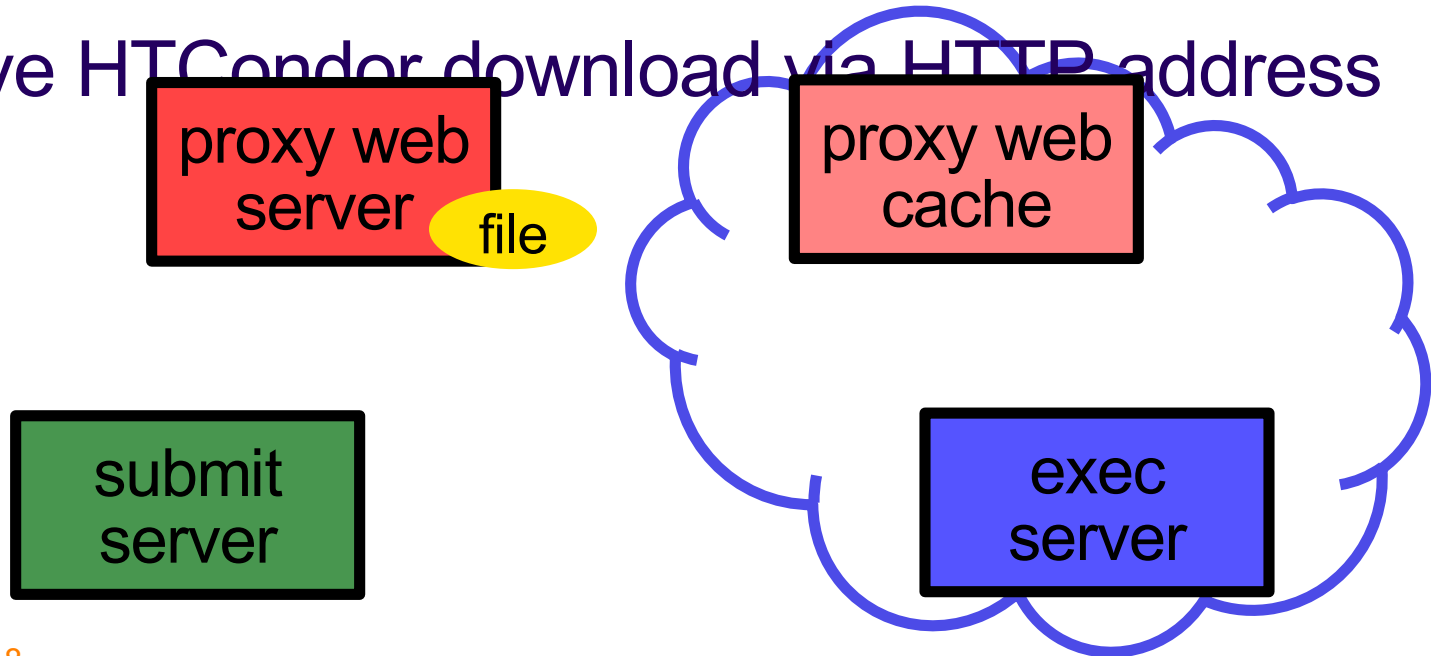 ve HTCondor download via HTTP address
proxy web
server
file
proxy web
cache
submit
server
exec
server